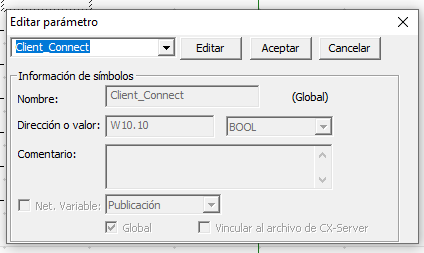 Editar parámetro
Client_Connect Editar Aceptar Cancelar
Información de símbolos
Nombre: Client_Connect (Global)
Dirección o valor: W10.10 BOOL
Comentario:
Net. Variable: Publicación
Global Vincular al archivo de CX-Server